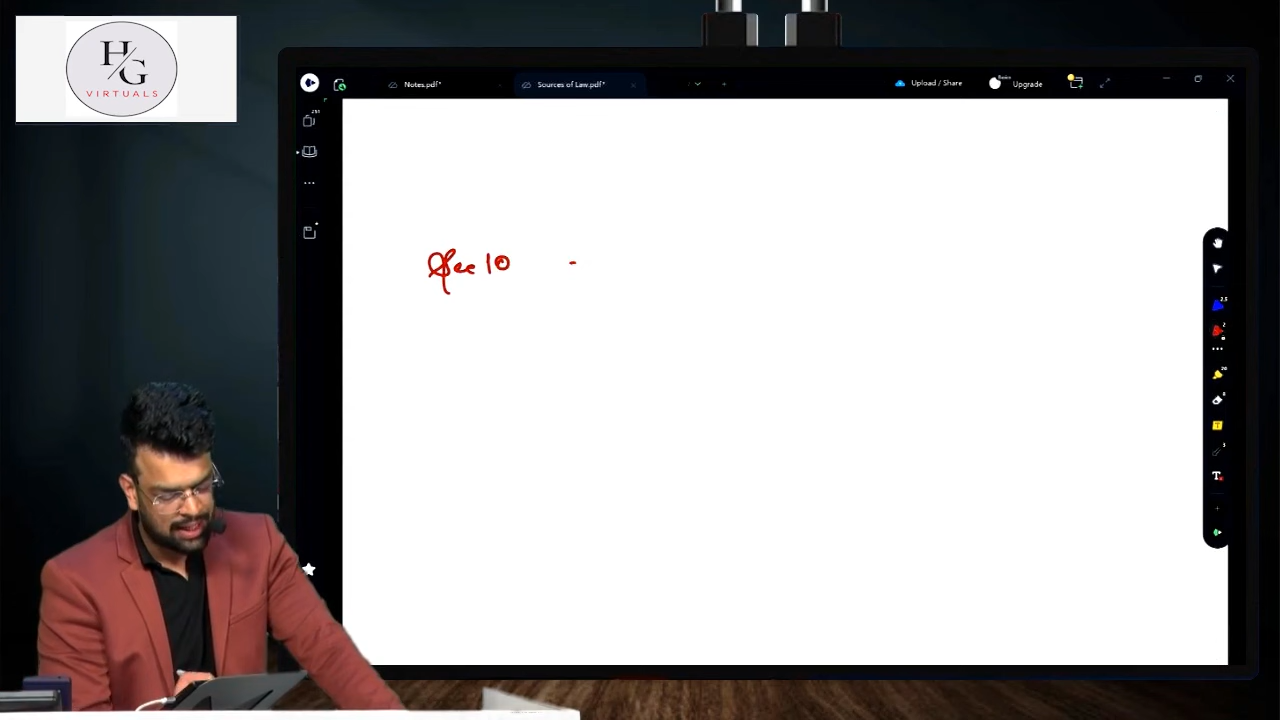 H/G
VIRTUALS
Notes.pdf*
Sources of Law.pdf*
Upload / Share
Upgrade
Sec 10 -